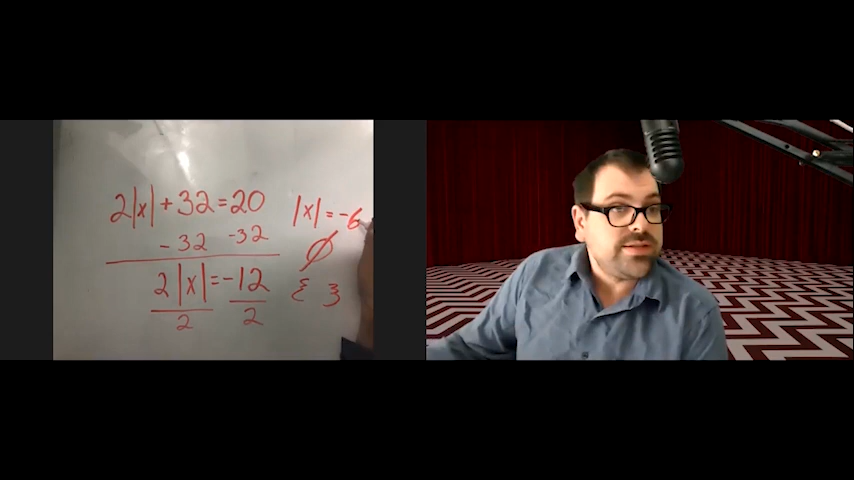 2|x| + 32 = 20
- 32 -32
2|x| = -12
2 2
|x| = -6
∅
{ }